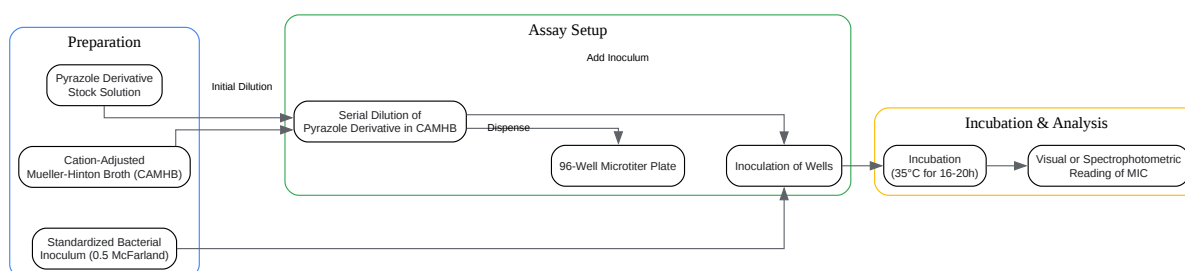 Preparation
Pyrazole Derivative
Stock Solution
Cation-Adjusted
Mueller-Hinton Broth (CAMHB)
Standardized Bacterial
Inoculum (0.5 McFarland)
Initial Dilution
Assay Setup
Add Inoculum
Serial Dilution of
Pyrazole Derivative in CAMHB
Dispense
96-Well Microtiter Plate
Inoculation of Wells
Incubation & Analysis
Incubation
(35°C for 16-20h)
Visual or Spectrophotometric
Reading of MIC